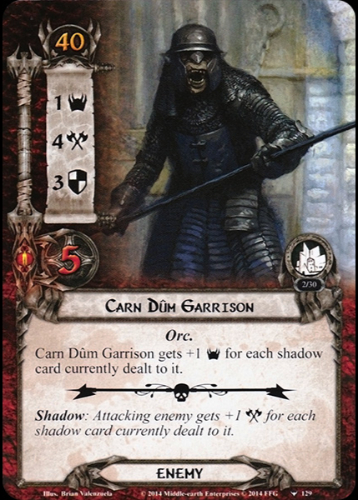 40
1
4
3
5
2/30
Carn Dûm Garrison
Orc.
Carn Dûm Garrison gets +1 for each shadow
card currently dealt to it.
Shadow: Attacking enemy gets +1 for each
shadow card currently dealt to it.
ENEMY
Illus. Brian Valenzuela © 2014 Middle-earth Enterprises © 2014 FFG 129